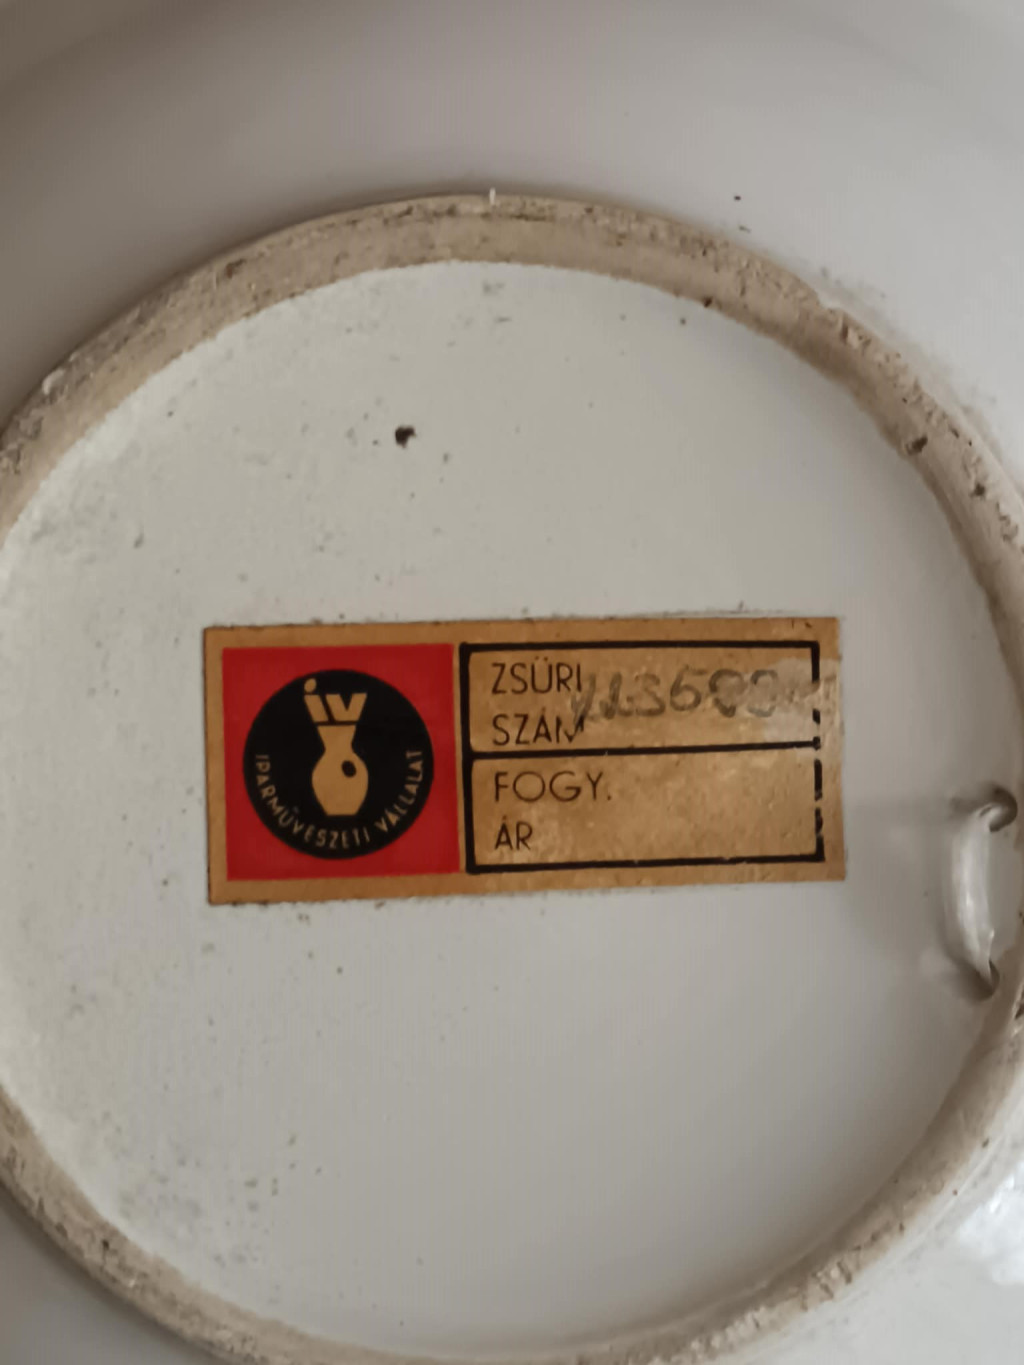 iv
IPARMŰVÉSZETI VÁLLALAT
ZSÜRI
SZÁM
FOGY.
ÁR